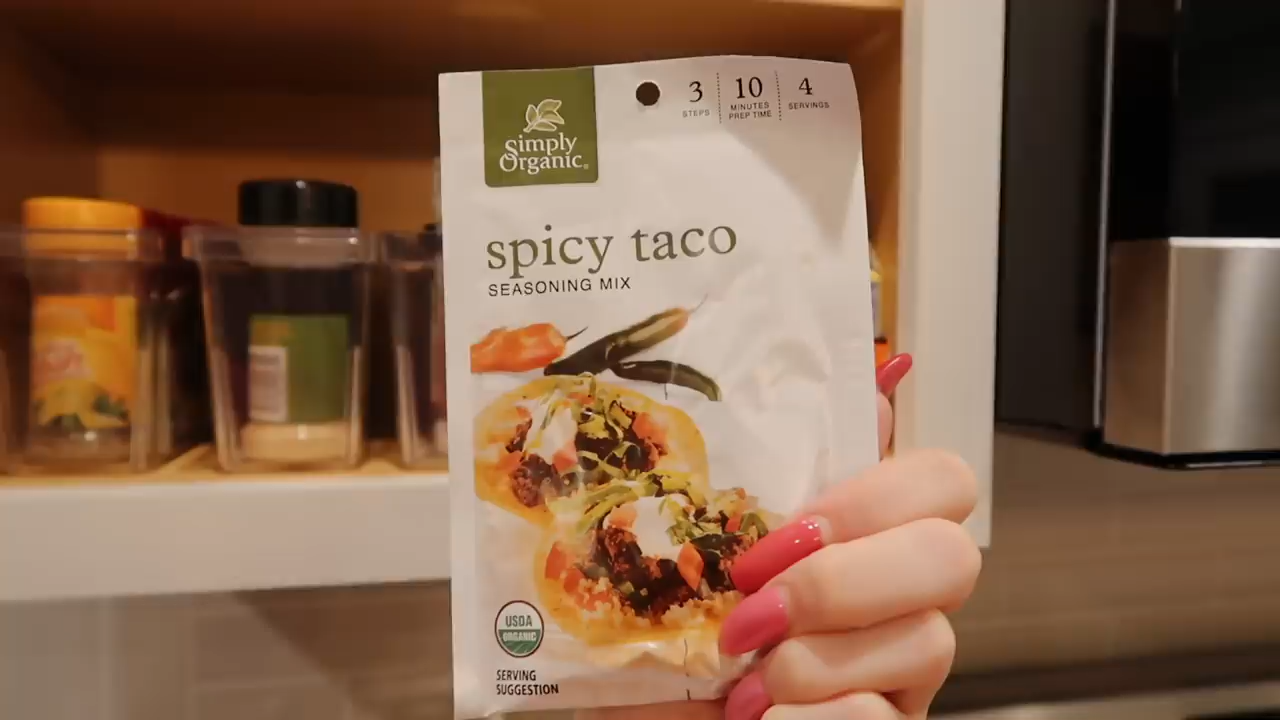 3
STEPS
10
MINUTES
PREP TIME
4
SERVINGS
Simply
Organic®
spicy taco
SEASONING MIX
USDA
ORGANIC
SERVING
SUGGESTION